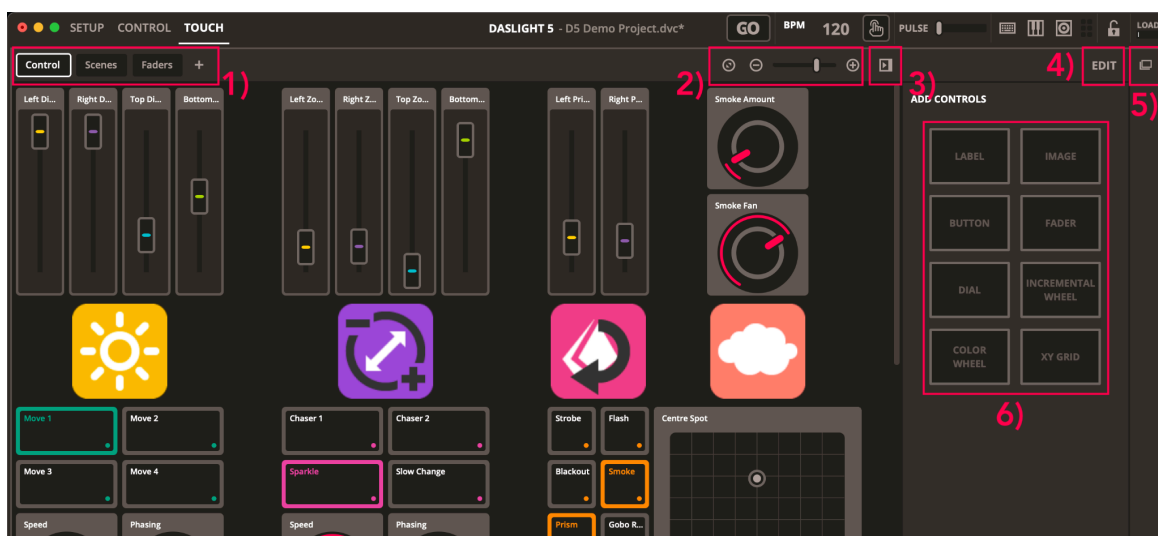 SETUP CONTROL TOUCH DASLIGHT 5 - D5 Demo Project.dvc* GO BPM 120 PULSE LOAD
Control Scenes Faders + 1) 2) 3) 4) EDIT 5)
Left Di... Right D... Top Di... Bottom... Left Zo... Right Z... Top Zo... Bottom... Left Pri... Right P... Smoke Amount ADD CONTROLS
LABEL IMAGE
Smoke Fan
BUTTON FADER
DIAL INCREMENTAL
WHEEL
COLOR
WHEEL XY GRID
6)
Move 1 Move 2 Chaser 1 Chaser 2 Strobe Flash Centre Spot
Move 3 Move 4 Sparkle Slow Change Blackout Smoke
Speed Phasing Speed Phasing Prism Gobo R...